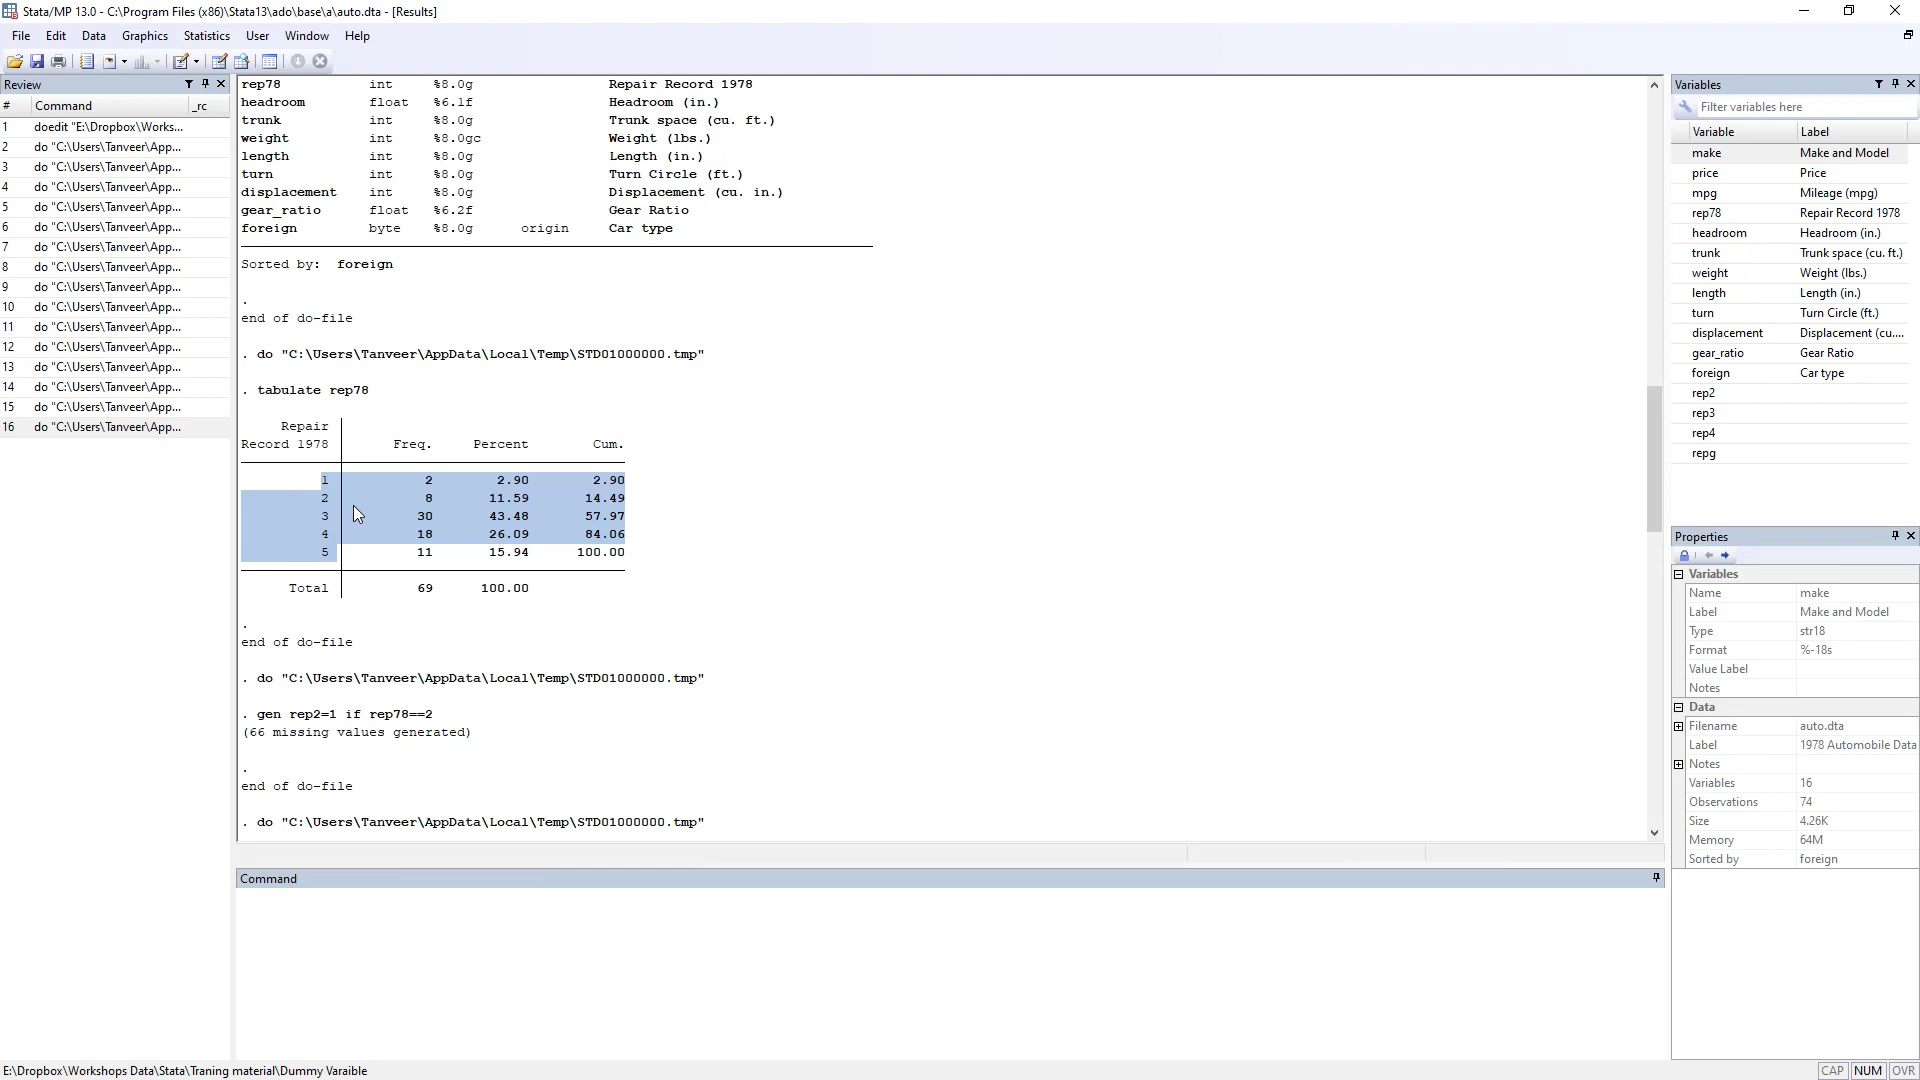 Stata/MP 13.0 - C:\Program Files (x86)\Stata13\ado\base\a\auto.dta - [Results]
File Edit Data Graphics Statistics User Window Help
Review
# Command _rc
1 doedit "E:\Dropbox\Works...
2 do "C:\Users\Tanveer\App...
3 do "C:\Users\Tanveer\App...
4 do "C:\Users\Tanveer\App...
5 do "C:\Users\Tanveer\App...
6 do "C:\Users\Tanveer\App...
7 do "C:\Users\Tanveer\App...
8 do "C:\Users\Tanveer\App...
9 do "C:\Users\Tanveer\App...
10 do "C:\Users\Tanveer\App...
11 do "C:\Users\Tanveer\App...
12 do "C:\Users\Tanveer\App...
13 do "C:\Users\Tanveer\App...
14 do "C:\Users\Tanveer\App...
15 do "C:\Users\Tanveer\App...
16 do "C:\Users\Tanveer\App...
rep78 int %8.0g Repair Record 1978
headroom float %6.1f Headroom (in.)
trunk int %8.0g Trunk space (cu. ft.)
weight int %8.0gc Weight (lbs.)
length int %8.0g Length (in.)
turn int %8.0g Turn Circle (ft.)
displacement int %8.0g Displacement (cu. in.)
gear_ratio float %6.2f Gear Ratio
foreign byte %8.0g origin Car type
Sorted by: foreign
.
end of do-file
. do "C:\Users\Tanveer\AppData\Local\Temp\STD01000000.tmp"
. tabulate rep78
Repair
Record 1978 Freq. Percent Cum.
1 2 2.90 2.90
2 8 11.59 14.49
3 30 43.48 57.97
4 18 26.09 84.06
5 11 15.94 100.00
Total 69 100.00
.
end of do-file
. do "C:\Users\Tanveer\AppData\Local\Temp\STD01000000.tmp"
. gen rep2=1 if rep78==2
(66 missing values generated)
.
end of do-file
. do "C:\Users\Tanveer\AppData\Local\Temp\STD01000000.tmp"
Command
Variables
Filter variables here
Variable Label
make Make and Model
price Price
mpg Mileage (mpg)
rep78 Repair Record 1978
headroom Headroom (in.)
trunk Trunk space (cu. ft.)
weight Weight (lbs.)
length Length (in.)
turn Turn Circle (ft.)
displacement Displacement (cu....
gear_ratio Gear Ratio
foreign Car type
rep2
rep3
rep4
repg
Properties
Variables
Name make
Label Make and Model
Type str18
Format %-18s
Value Label
Notes
Data
Filename auto.dta
Label 1978 Automobile Data
Notes
Variables 16
Observations 74
Size 4.26K
Memory 64M
Sorted by foreign
E:\Dropbox\Workshops Data\Stata\Traning material\Dummy Varaible
CAP NUM OVR